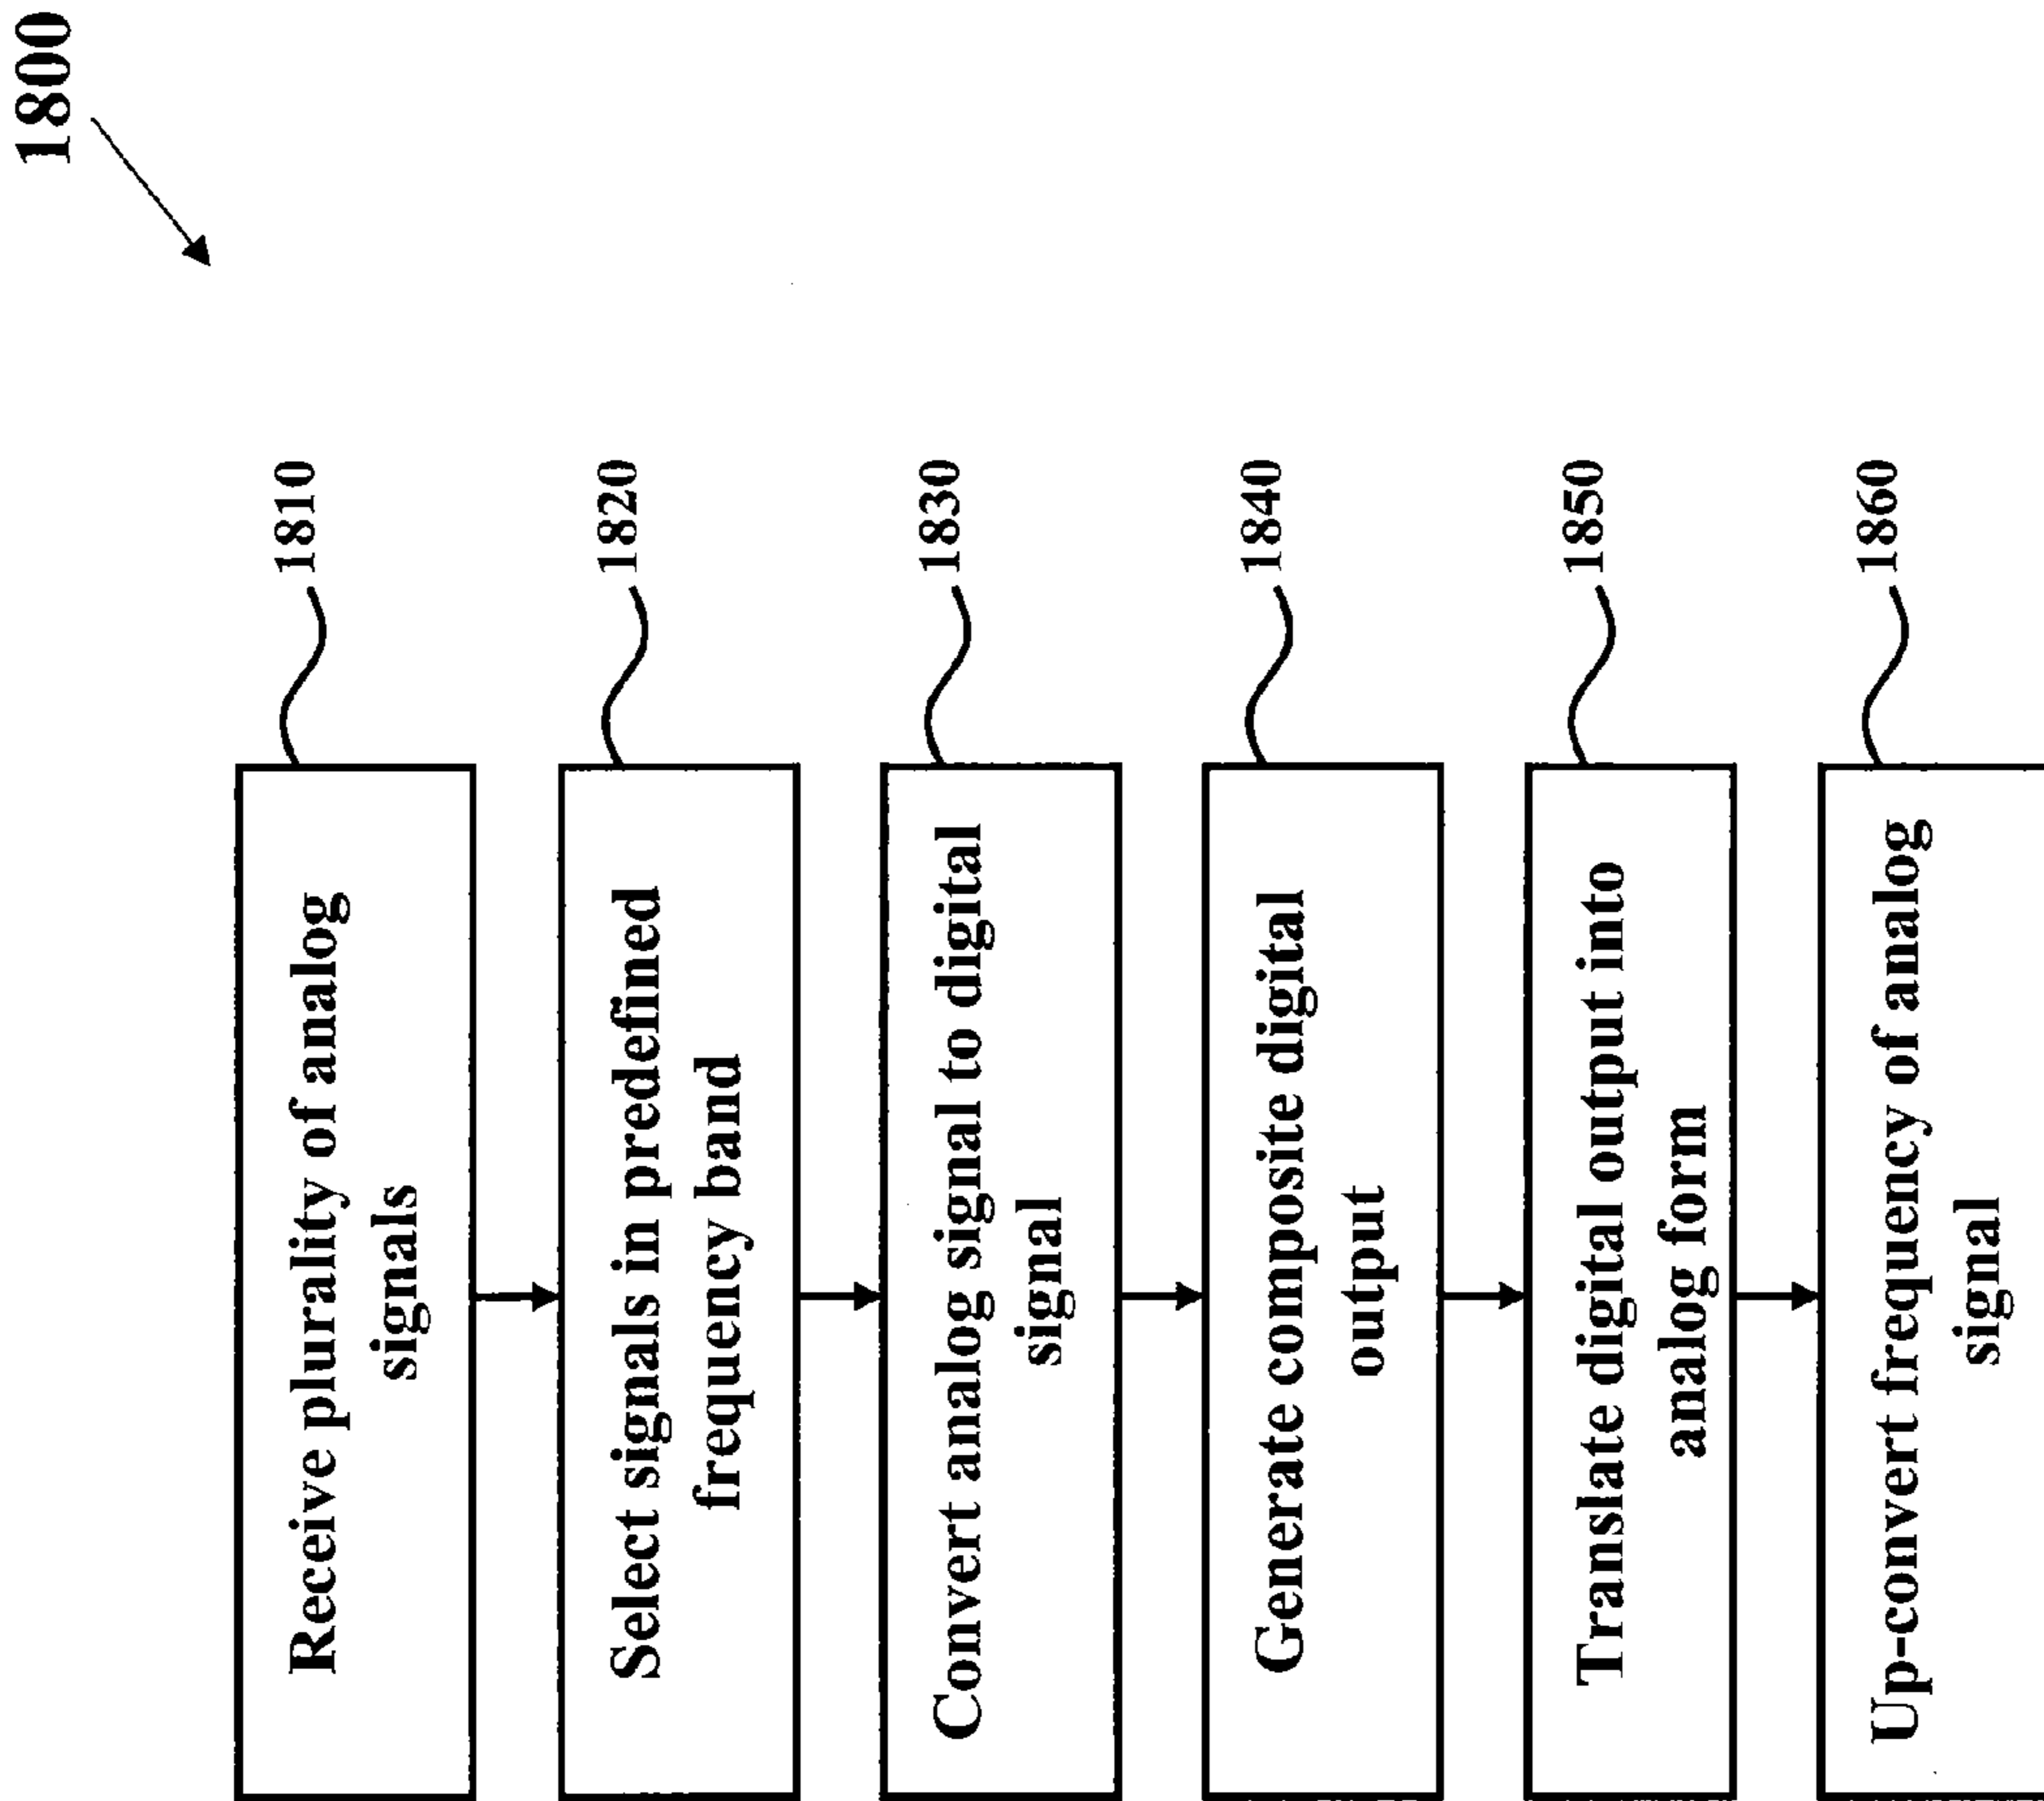 1800
Receive plurality of analog
signals
1810
Select signals in predefined
frequency band
1820
Convert analog signal to digital
signal
1830
Generate composite digital
output
1840
Translate digital output into
analog form
1850
Up-convert frequency of analog
signal
1860